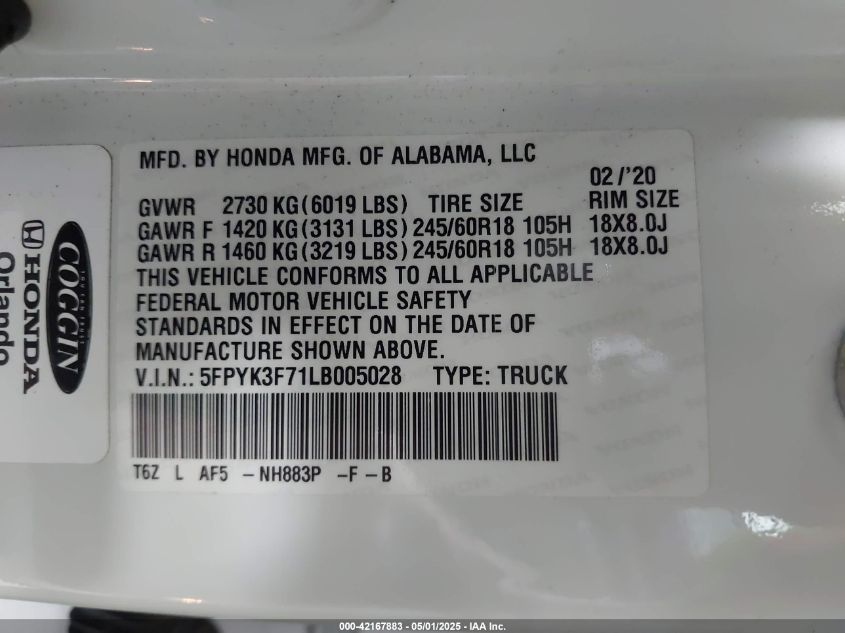 MFD. BY HONDA MFG. OF ALABAMA, LLC
02 /'20
GVWR 2730 KG (6019 LBS) TIRE SIZE RIM SIZE
GAWR F 1420 KG (3131 LBS) 245/60R18 105H 18X8.0J
GAWR R 1460 KG (3219 LBS) 245/60R18 105H 18X8.0J
THIS VEHICLE CONFORMS TO ALL APPLICABLE
FEDERAL MOTOR VEHICLE SAFETY
STANDARDS IN EFFECT ON THE DATE OF
MANUFACTURE SHOWN ABOVE.
V.I.N.: 5FPYK3F71LB005028 TYPE: TRUCK
T6Z L AF5 - NH883P - F - B
COGGIN
HONDA
Orlando
000-42167883 - 05/01/2025 - IAA Inc.